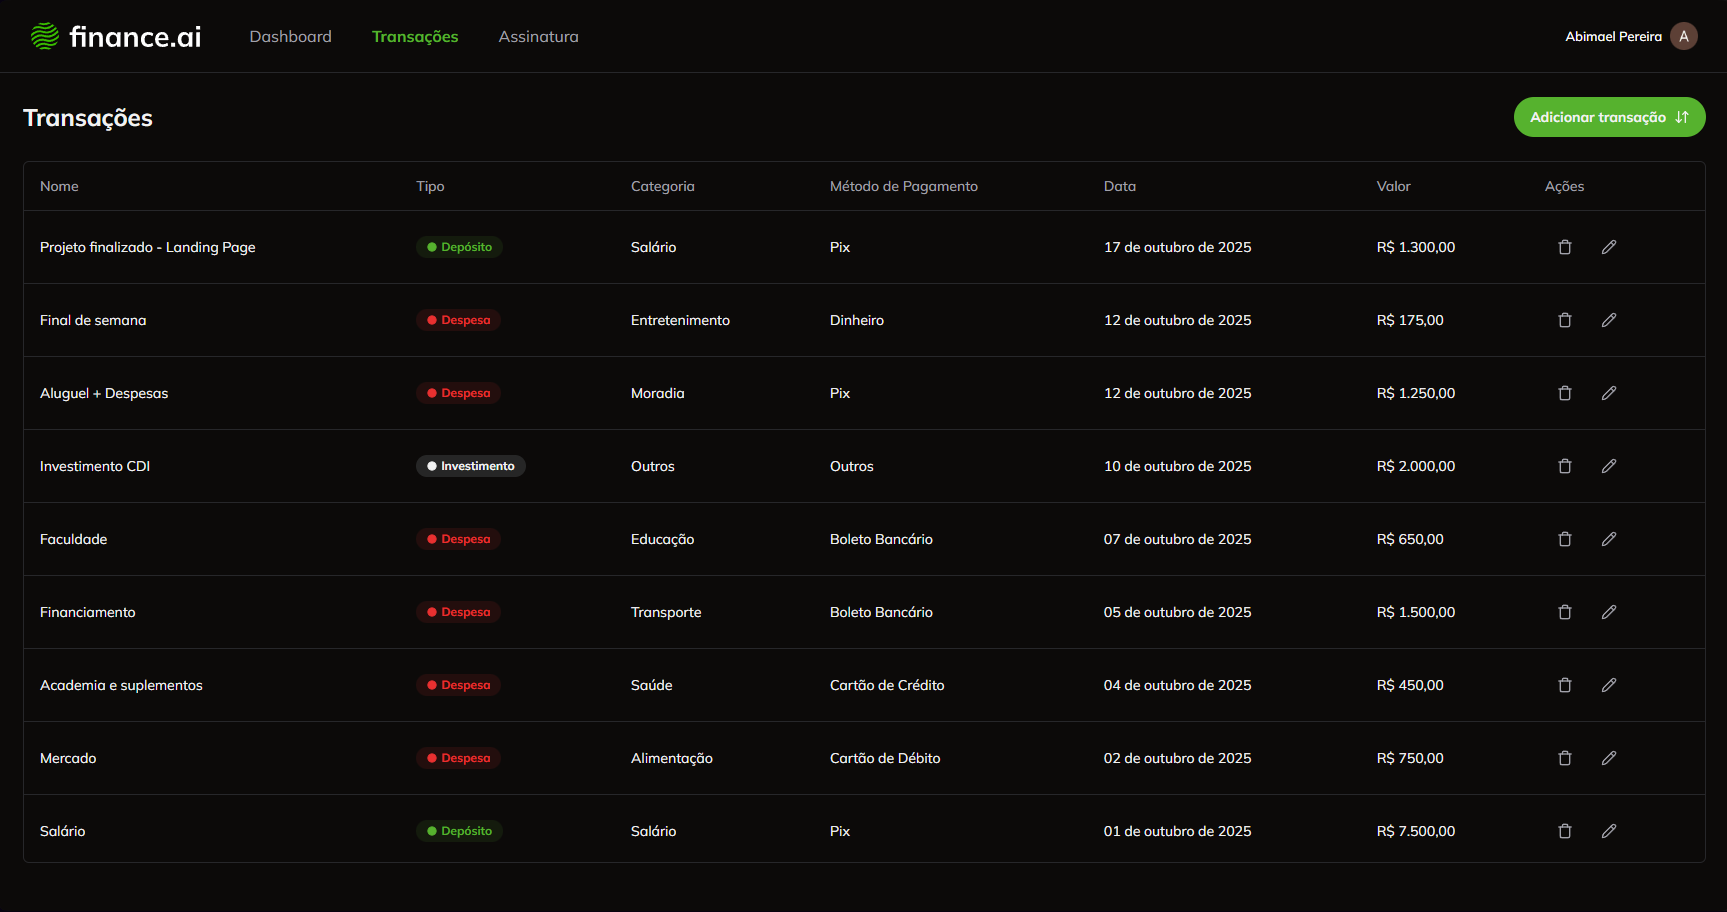 finance.ai Dashboard Transações Assinatura Abimael Pereira A
Transações Adicionar transação
Nome Tipo Categoria Método de Pagamento Data Valor Ações
Projeto finalizado - Landing Page Depósito Salário Pix 17 de outubro de 2025 R$ 1.300,00
Final de semana Despesa Entretenimento Dinheiro 12 de outubro de 2025 R$ 175,00
Aluguel + Despesas Despesa Moradia Pix 12 de outubro de 2025 R$ 1.250,00
Investimento CDI Investimento Outros Outros 10 de outubro de 2025 R$ 2.000,00
Faculdade Despesa Educação Boleto Bancário 07 de outubro de 2025 R$ 650,00
Financiamento Despesa Transporte Boleto Bancário 05 de outubro de 2025 R$ 1.500,00
Academia e suplementos Despesa Saúde Cartão de Crédito 04 de outubro de 2025 R$ 450,00
Mercado Despesa Alimentação Cartão de Débito 02 de outubro de 2025 R$ 750,00
Salário Depósito Salário Pix 01 de outubro de 2025 R$ 7.500,00